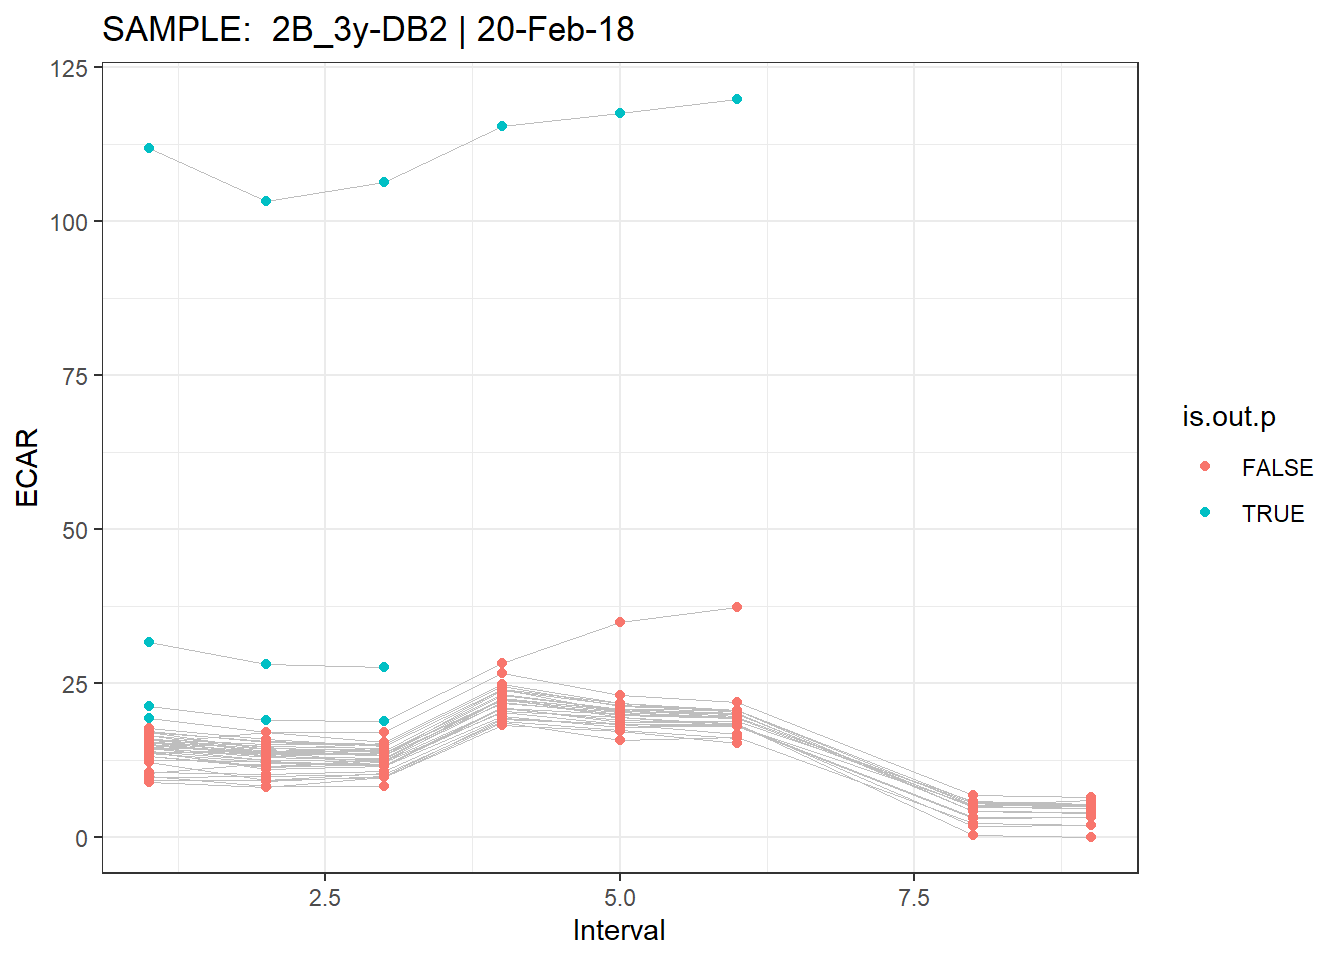 SAMPLE:  2B_3y-DB2 | 20-Feb-18
125
100
75
50
25
0
ECAR
2.5
5.0
7.5
Interval
is.out.p
FALSE
TRUE